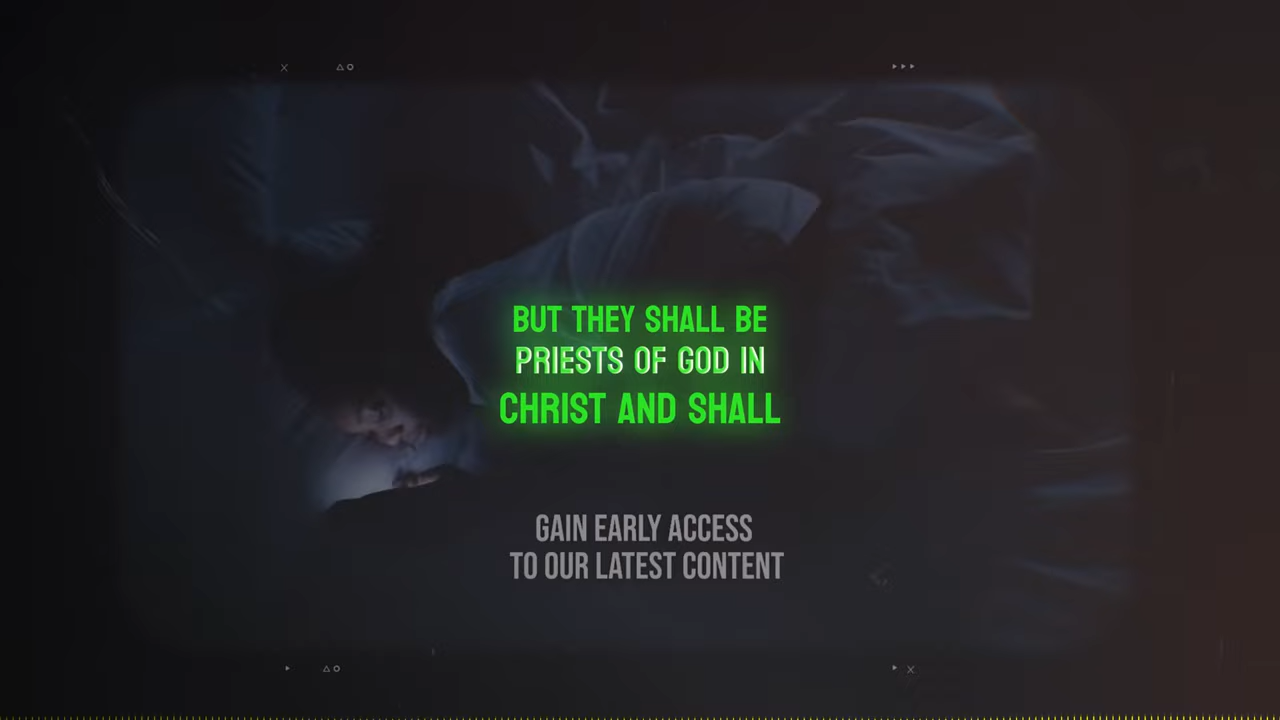 BUT THEY SHALL BE
PRIESTS OF GOD IN
CHRIST AND SHALL
GAIN EARLY ACCESS
TO OUR LATEST CONTENT